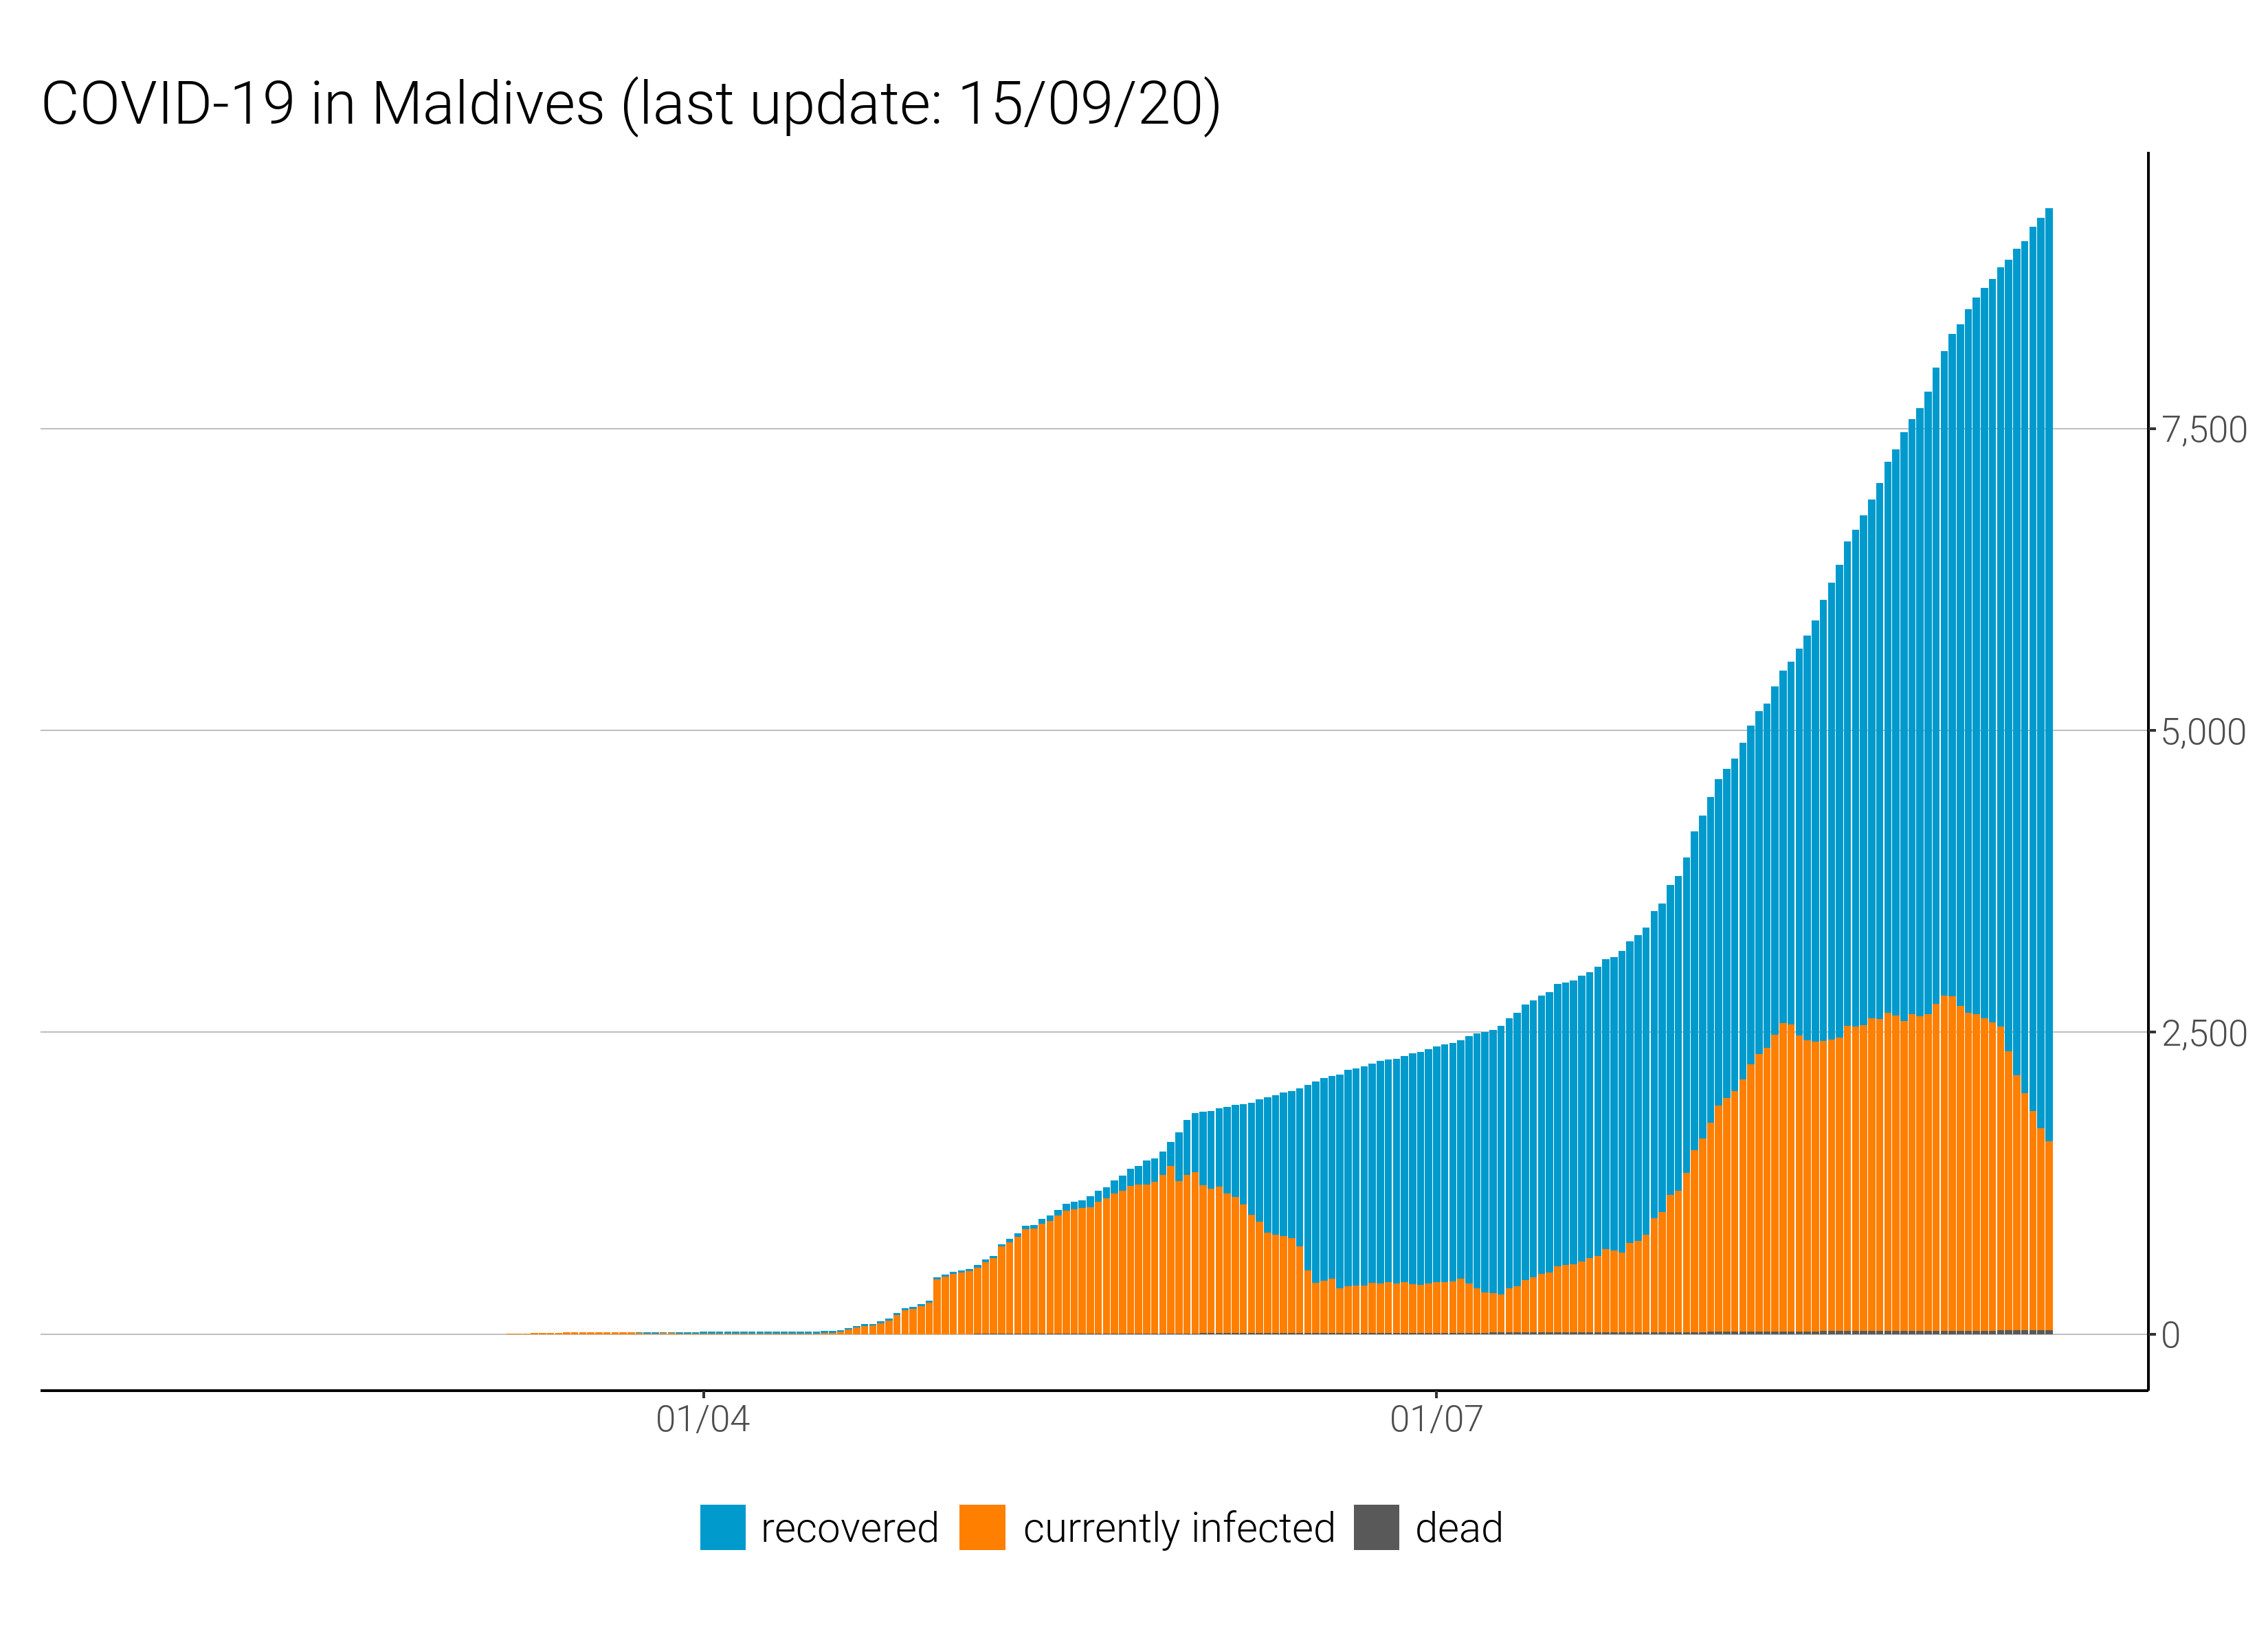 COVID-19 in Maldives (last update: 15/09/20)
7,500
5,000
2,500
0
01/04 01/07
recovered currently infected dead